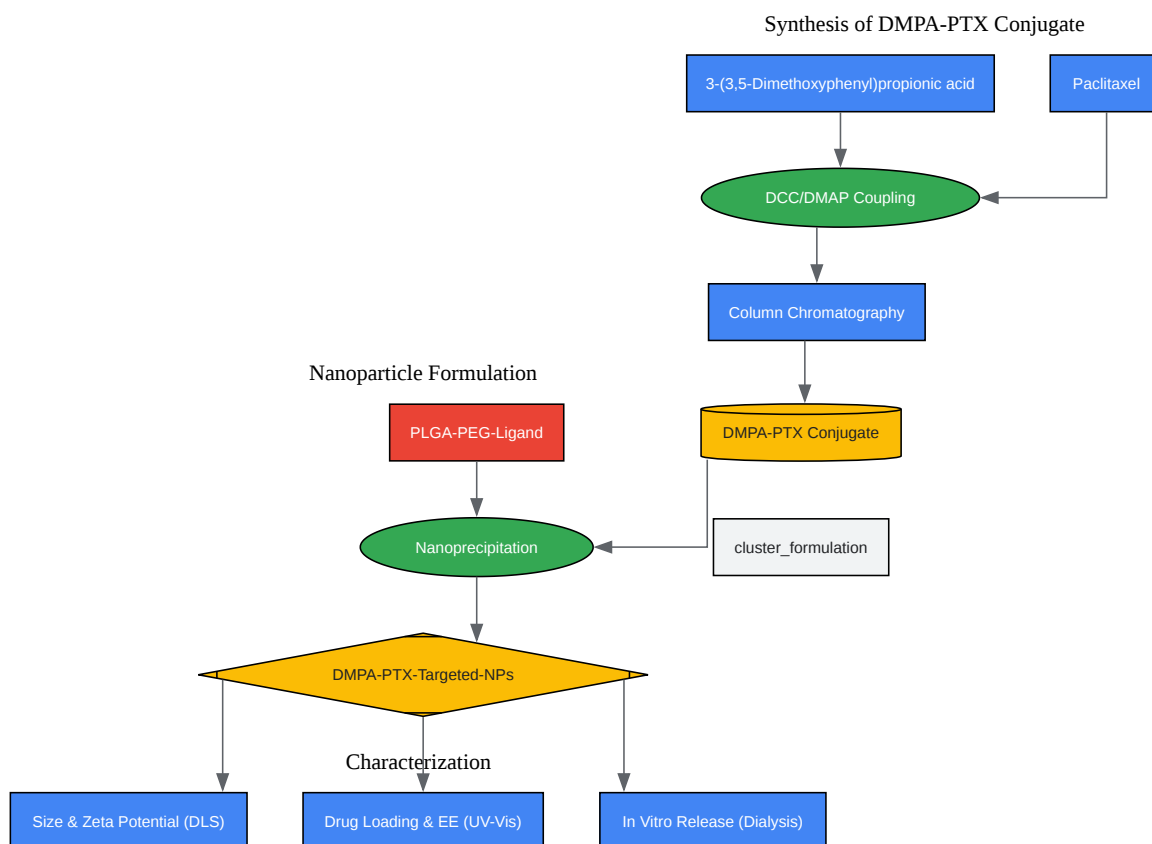 Synthesis of DMPA-PTX Conjugate
3-(3,5-Dimethoxyphenyl)propionic acid
Paclitaxel
DCC/DMAP Coupling
Column Chromatography
Nanoparticle Formulation
PLGA-PEG-Ligand
DMPA-PTX Conjugate
Nanoprecipitation
cluster_formulation
DMPA-PTX-Targeted-NPs
Characterization
Size & Zeta Potential (DLS)
Drug Loading & EE (UV-Vis)
In Vitro Release (Dialysis)